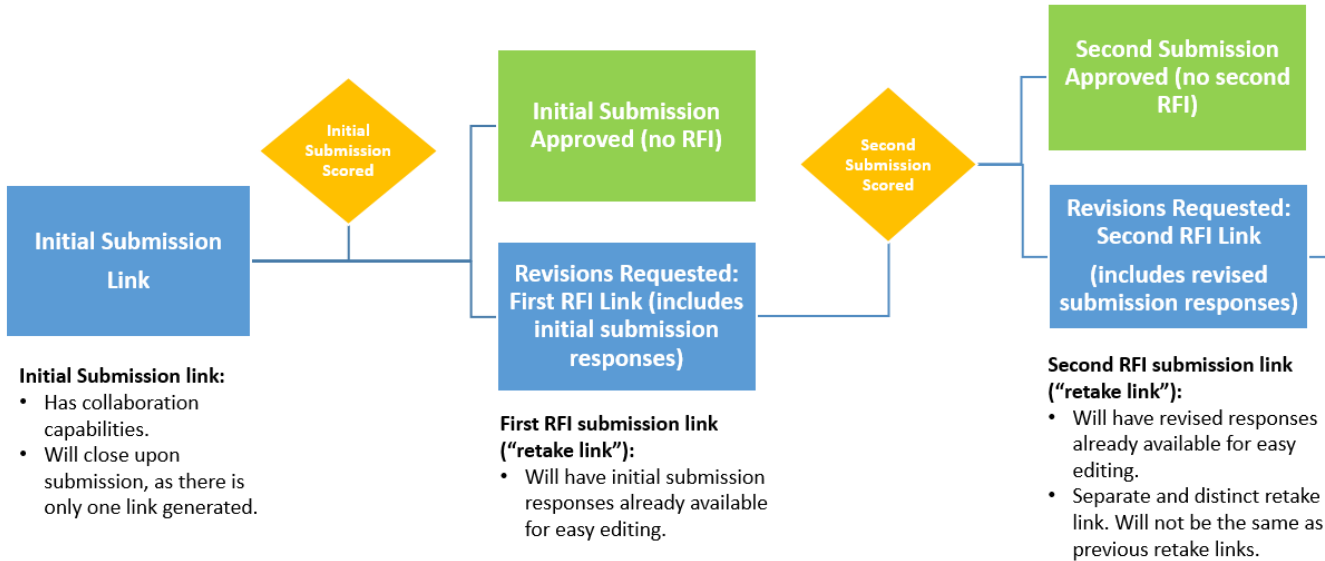 Initial Submission
Link
Initial
Submission
Scored
Initial Submission
Approved (no RFI)
Revisions Requested:
First RFI Link (includes
initial submission
responses)
Second
Submission
Scored
Second Submission
Approved (no second
RFI)
Revisions Requested:
Second RFI Link
(includes revised
submission responses)
Initial Submission link:
• Has collaboration
capabilities.
• Will close upon
submission, as there is
only one link generated.
First RFI submission link
(“retake link”):
• Will have initial submission
responses already available
for easy editing.
Second RFI submission link
(“retake link”):
• Will have revised responses
already available for easy
editing.
• Separate and distinct retake
link. Will not be the same as
previous retake links.